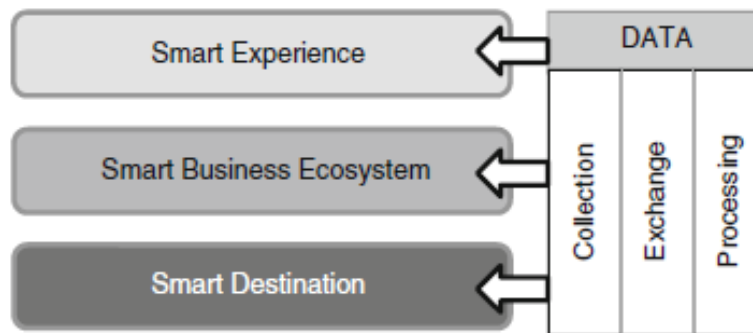 Smart Experience
DATA
Smart Business Ecosystem
Smart Destination
Collection
Exchange
Processing